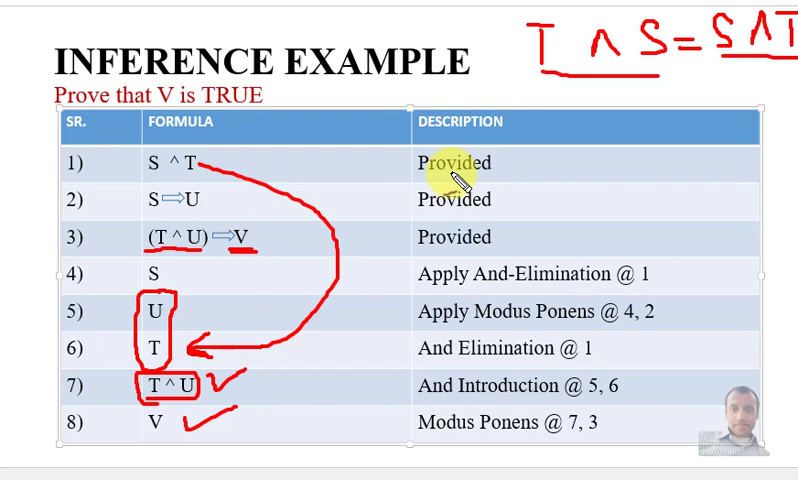 T ∧ S = S ∧ T
INFERENCE EXAMPLE
Prove that V is TRUE
SR. FORMULA DESCRIPTION
1) S ^ T Provided
2) S ⇨ U Provided
3) (T ^ U) ⇨ V Provided
4) S Apply And-Elimination @ 1
5) U Apply Modus Ponens @ 4, 2
6) T And Elimination @ 1
7) T ^ U And Introduction @ 5, 6
8) V Modus Ponens @ 7, 3